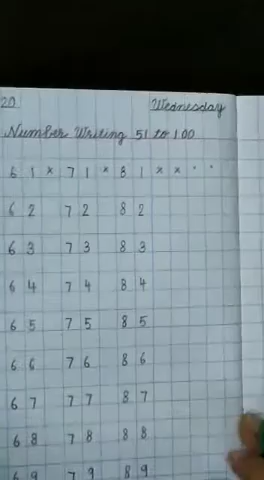 20 Wednesday
Number Writing 51 to 100
61 × 71 × 81 × ×
62 72 82
63 73 83
64 74 84
65 75 85
66 76 86
67 77 87
68 78 88
69 79 89